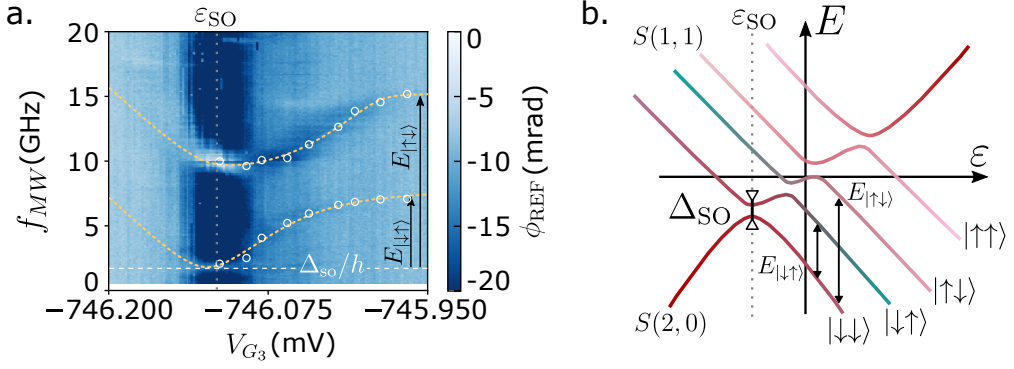 a.
ε_SO
20
15
10
5
0
f_MW (GHz)
E_|↑↓⟩
E_|↓↑⟩
Δ_SO/h
−746.200
−746.075
−745.950
V_G3 (mV)
0
−5
−10
−15
−20
ϕ_REF (mrad)
b.
ε_SO
E
S(1, 1)
ε
Δ_SO
E_|↑↓⟩
E_|↓↑⟩
|↑↑⟩
|↑↓⟩
|↓↑⟩
|↓↓⟩
S(2, 0)